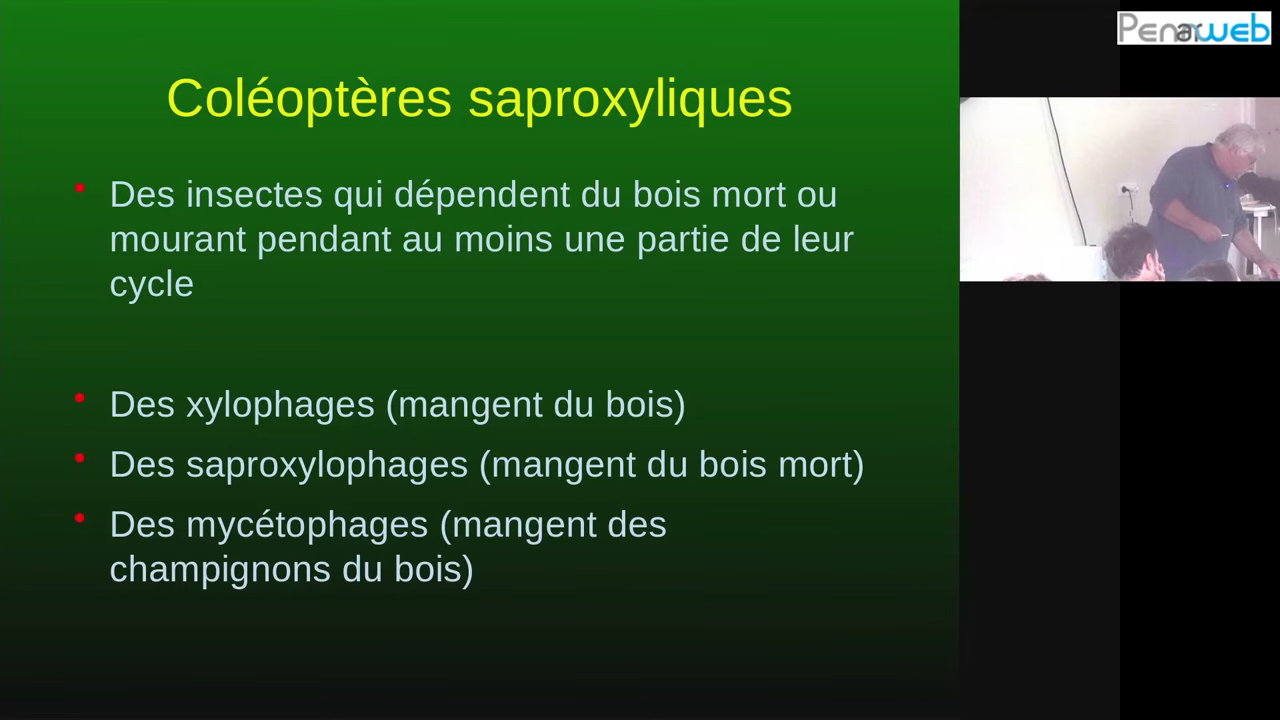 Penarweb
Coléoptères saproxyliques
Des insectes qui dépendent du bois mort ou
mourant pendant au moins une partie de leur
cycle
Des xylophages (mangent du bois)
Des saproxylophages (mangent du bois mort)
Des mycétophages (mangent des
champignons du bois)